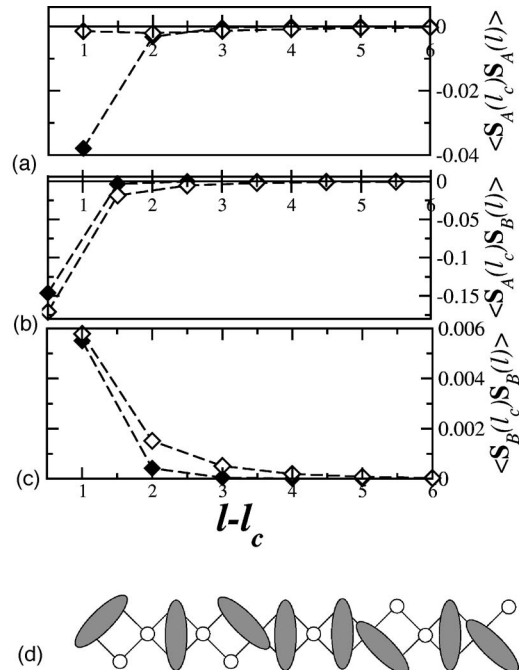 0
1 2 3 4 5 6
-0.02
-0.04
<S_A(l_c)S_A(l)>
(a)
0
1 2 3 4 5 6
-0.05
-0.1
-0.15
<S_A(l_c)S_B(l)>
(b)
0.006
0.004
0.002
0
<S_B(l_c)S_B(l)>
(c)
1 2 3 4 5 6
l-l_c
(d)